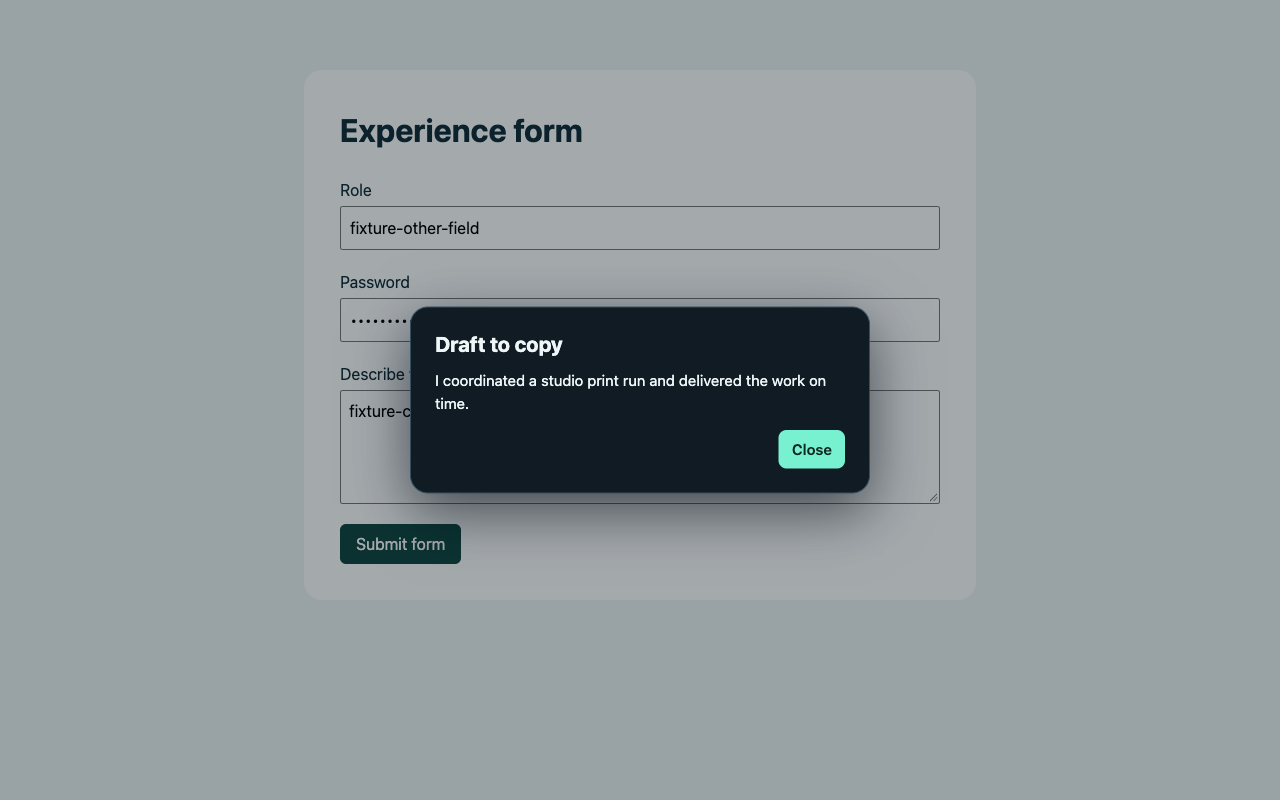 Experience form
Role
fixture-other-field
Password
••••••••
Describe
fixture-c
Draft to copy
I coordinated a studio print run and delivered the work on
time.
Close
Submit form